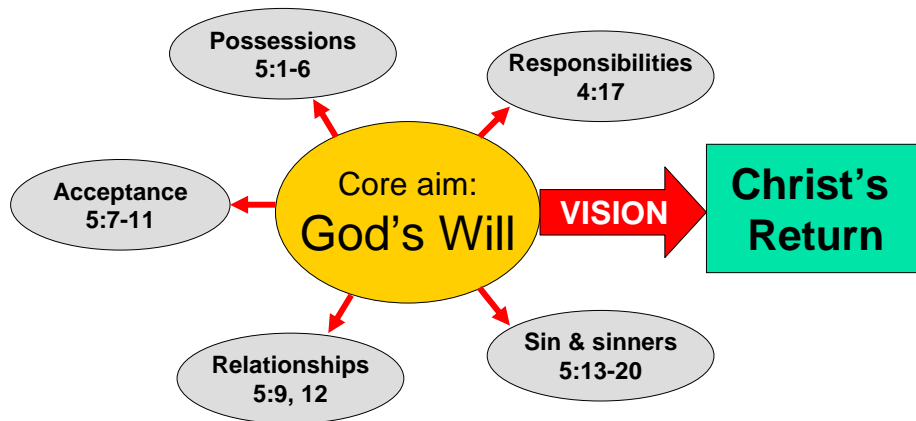 Possessions
5:1-6
Responsibilities
4:17
Acceptance
5:7-11
Core aim:
God's Will
VISION
Christ's
Return
Relationships
5:9, 12
Sin & sinners
5:13-20